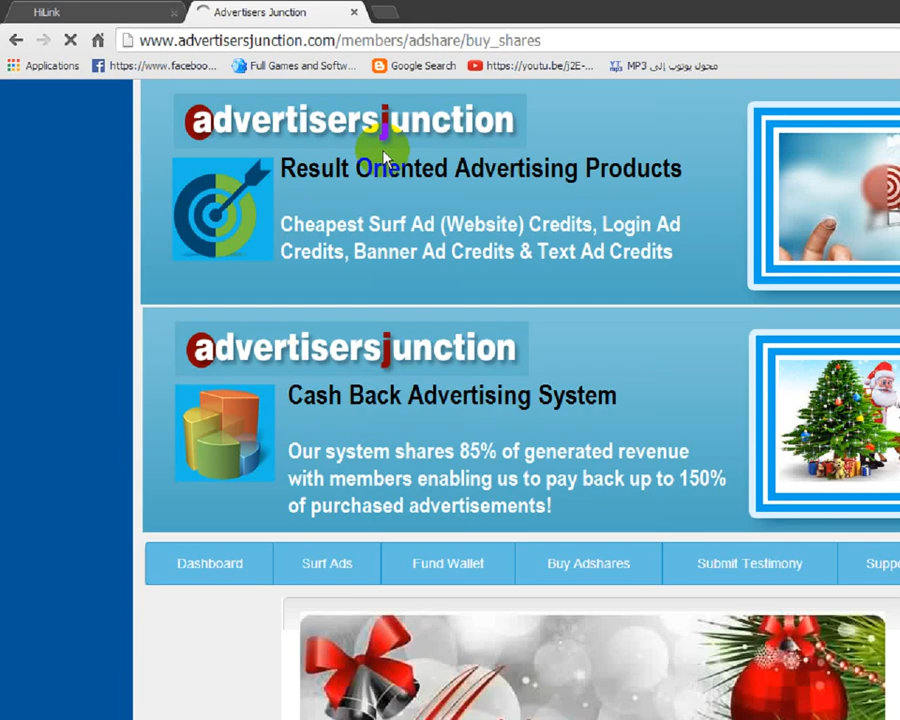 HiLink
Advertisers Junction
www.advertisersjunction.com/members/adshare/buy_shares
Applications
https://www.faceboo...
Full Games and Softw...
Google Search
https://youtu.be/j2E-...
محول يوتوب إلى MP3
advertisersjunction
Result Oriented Advertising Products
Cheapest Surf Ad (Website) Credits, Login Ad
Credits, Banner Ad Credits & Text Ad Credits
advertisersjunction
Cash Back Advertising System
Our system shares 85% of generated revenue
with members enabling us to pay back up to 150%
of purchased advertisements!
Dashboard
Surf Ads
Fund Wallet
Buy Adshares
Submit Testimony
Suppo